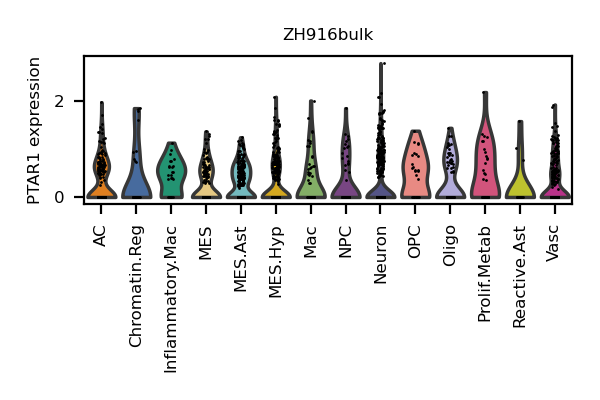 ZH916bulk
PTAR1 expression
2
0
AC
Chromatin.Reg
Inflammatory.Mac
MES
MES.Ast
MES.Hyp
Mac
NPC
Neuron
OPC
Oligo
Prolif.Metab
Reactive.Ast
Vasc